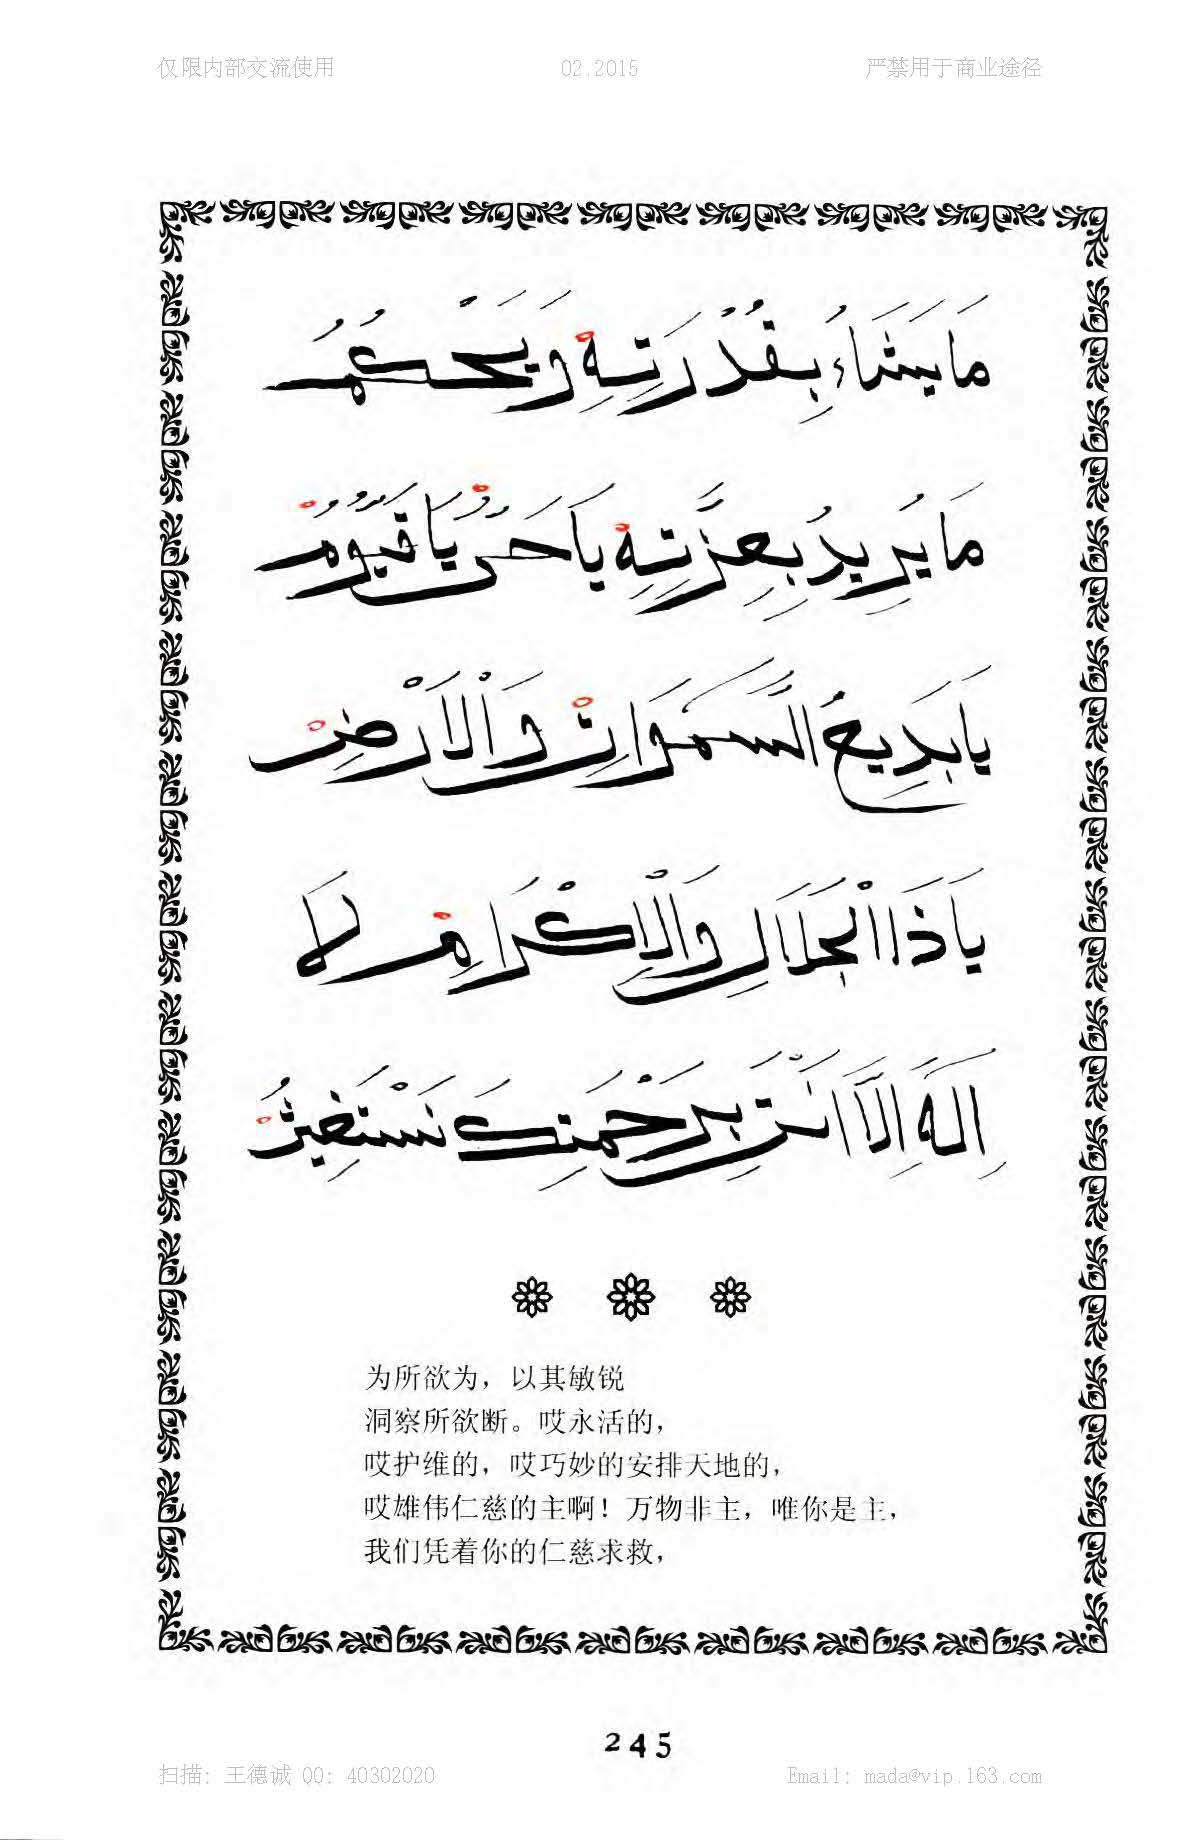 仅限内部交流使用 02.2015 严禁用于商业途径
مَا يَشَاءُ بِقُدْرَتِهِ وَيَحْكُمُ
مَا يُرِيدُ بِعِزَّتِهِ يَا حَيُّ يَا قَيُّومُ
يَا بَدِيعَ السَّمَوَاتِ وَالْاَرْضِ
يَا ذَا الْجَلَالِ وَالْاِكْرَامِ لَا
اِلَهَ اِلَّا اَنْتَ بِرَحْمَتِكَ نَسْتَغِيثُ
为所欲为，以其敏锐
洞察所欲断。哎永活的，
哎护维的，哎巧妙的安排天地的，
哎雄伟仁慈的主啊！万物非主，唯你是主，
我们凭着你的仁慈求救，
245
扫描: 王德诚 QQ: 40302020 Email: mada@vip.163.com